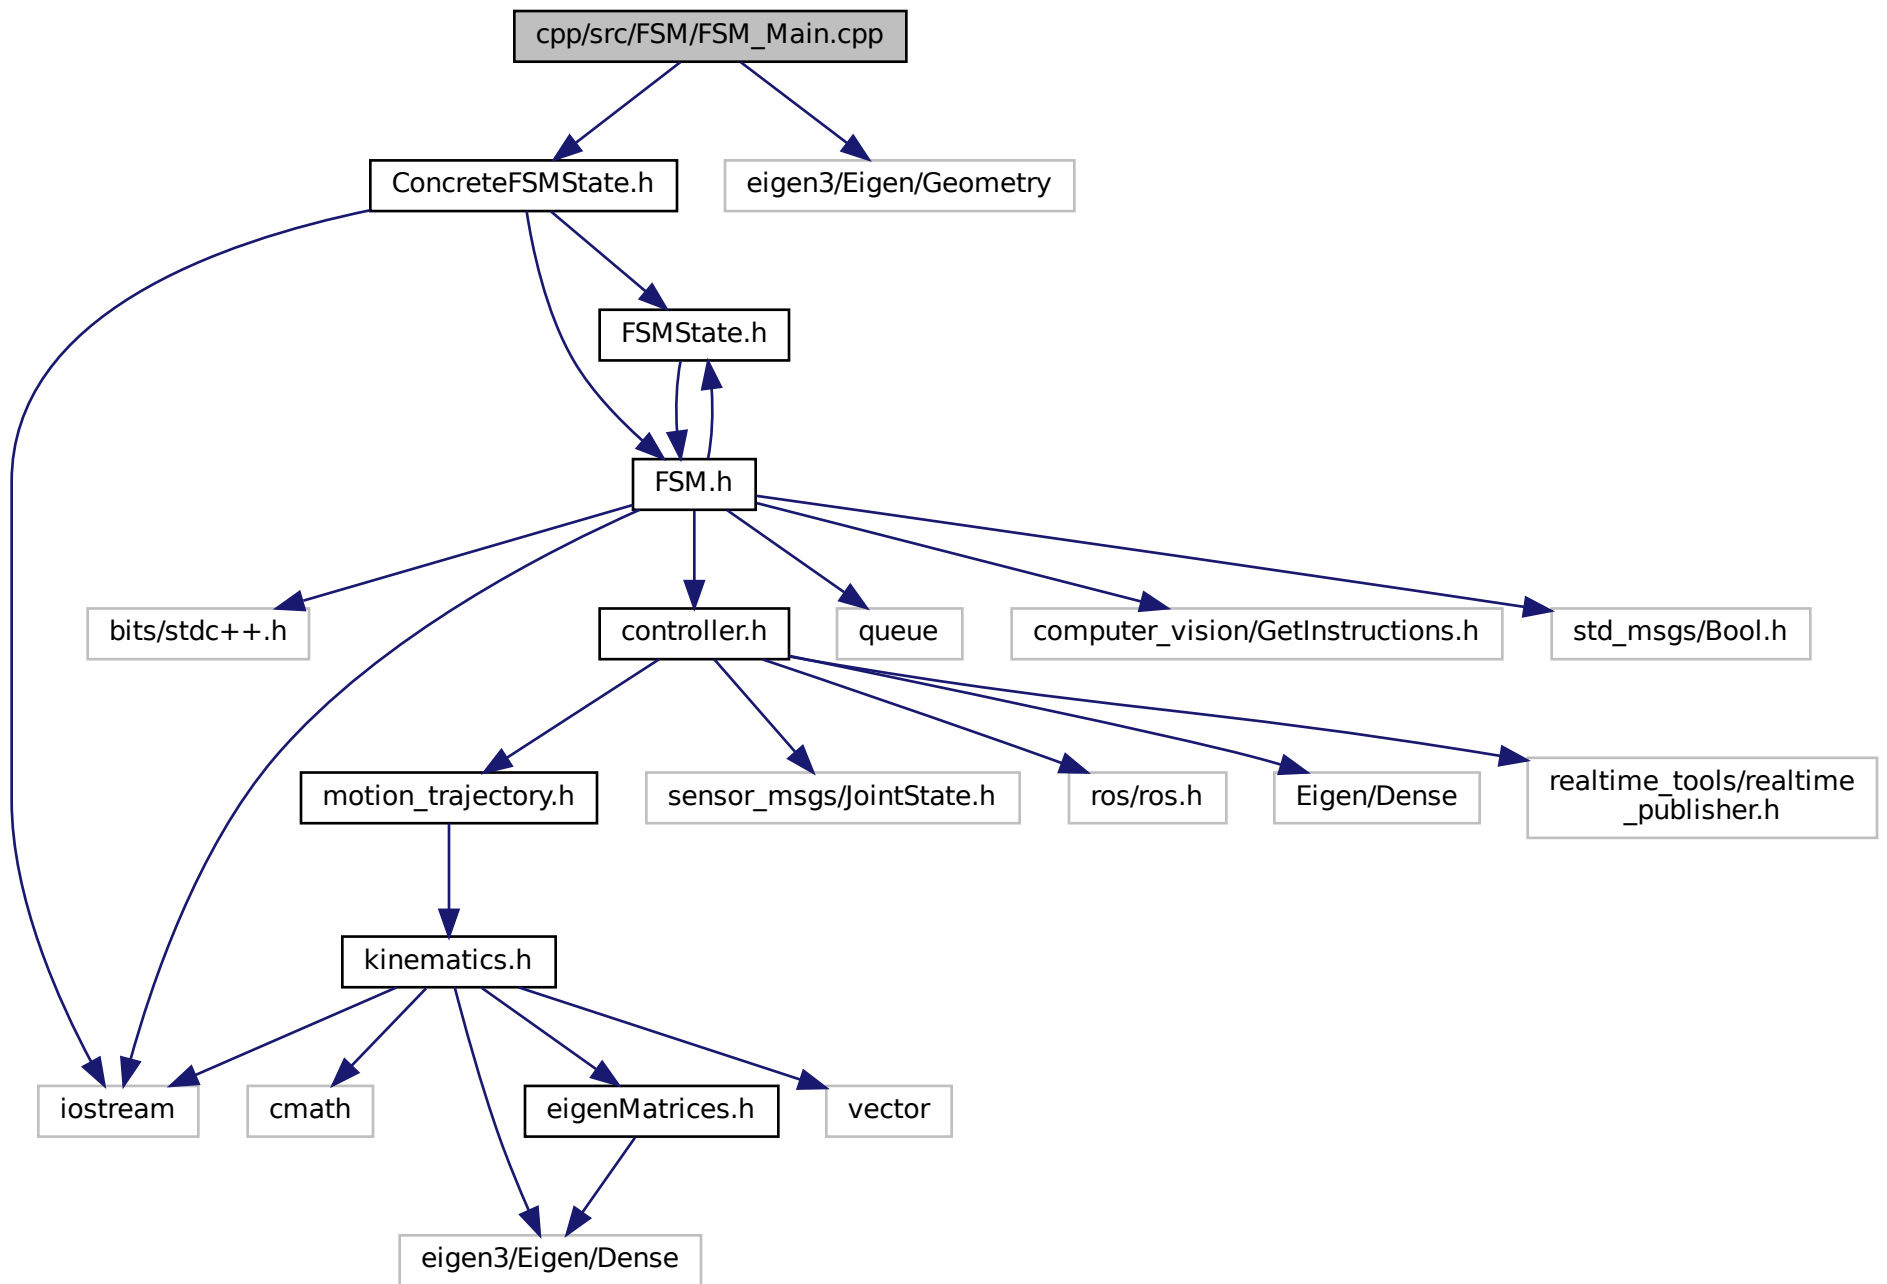 cpp/src/FSM/FSM_Main.cpp
ConcreteFSMState.h
eigen3/Eigen/Geometry
FSMState.h
FSM.h
bits/stdc++.h
controller.h
queue
computer_vision/GetInstructions.h
std_msgs/Bool.h
motion_trajectory.h
sensor_msgs/JointState.h
ros/ros.h
Eigen/Dense
realtime_tools/realtime
_publisher.h
kinematics.h
iostream
cmath
eigenMatrices.h
vector
eigen3/Eigen/Dense